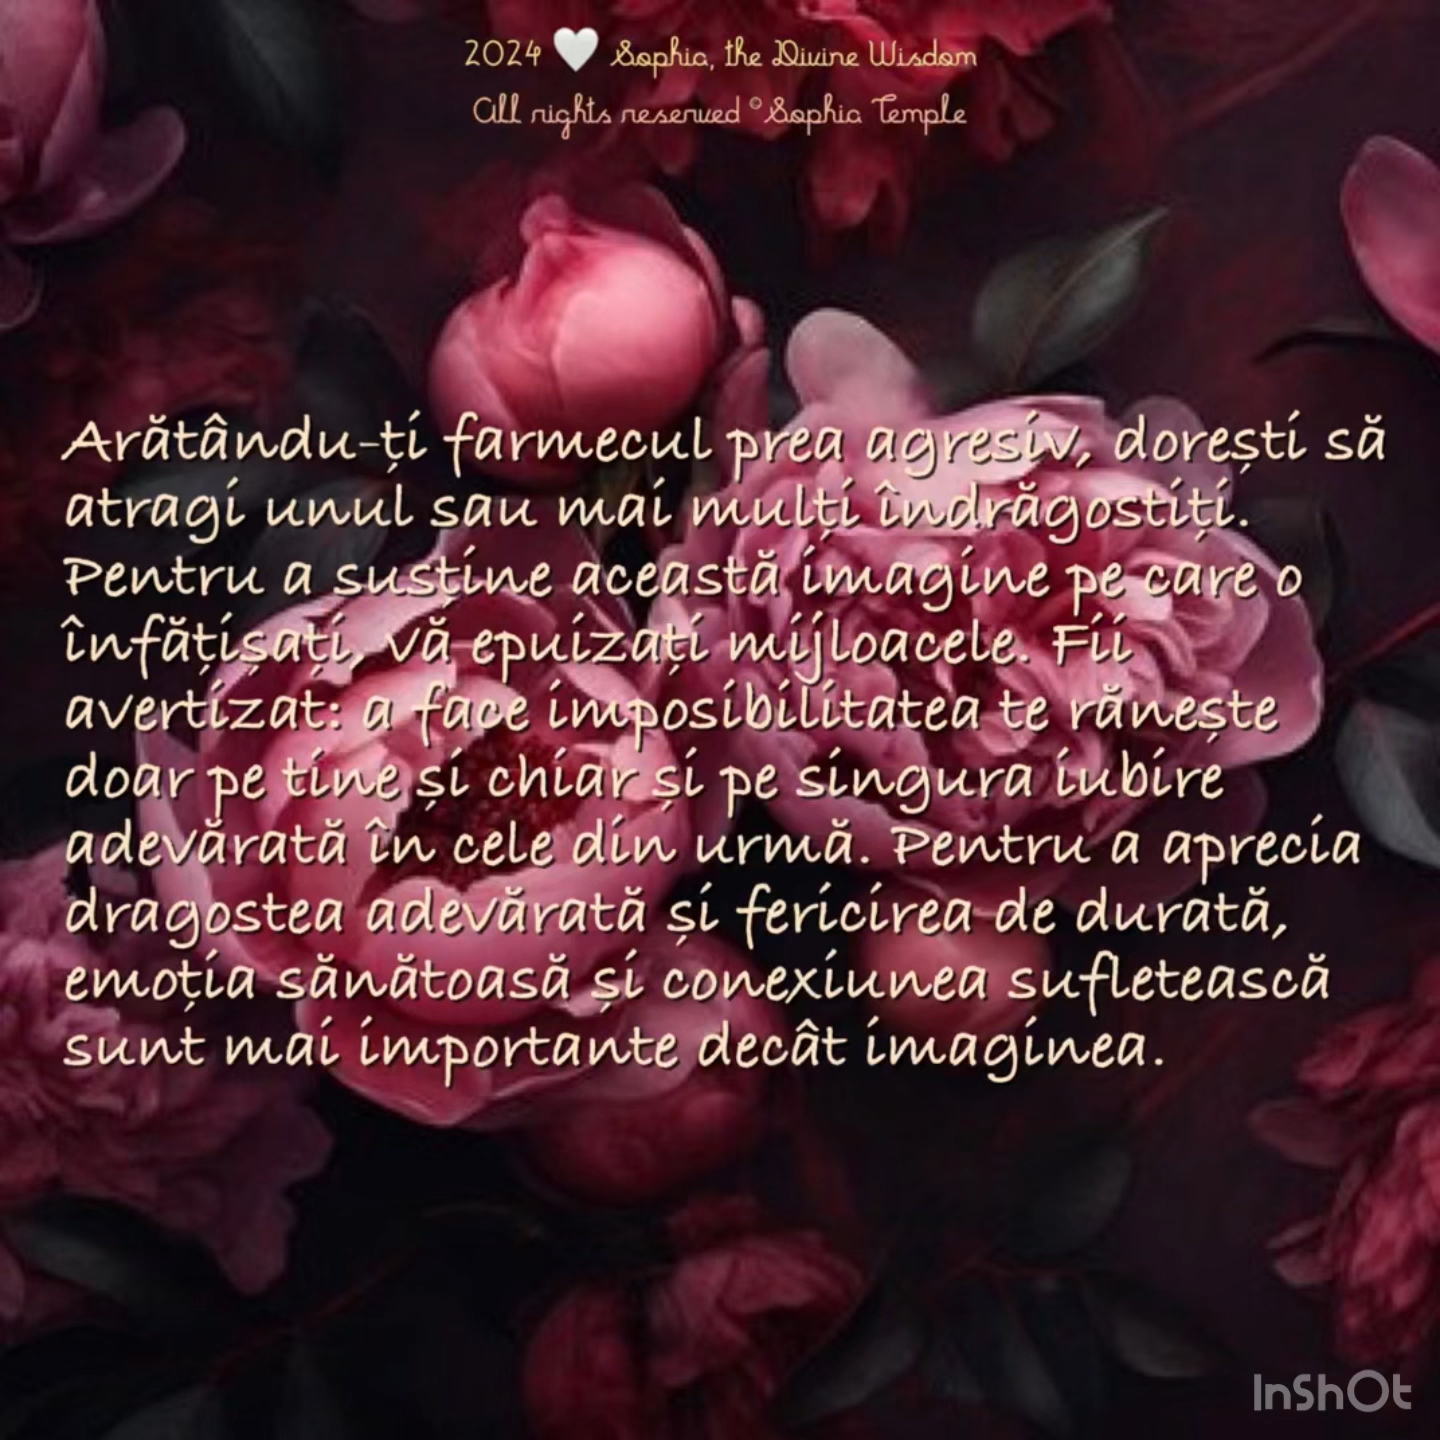 2024 🤍 Sophia, the Divine Wisdom
All rights reserved ©Sophia Temple
Arătându-ți farmecul prea agresiv, dorești să
atragi unul sau mai mulți îndrăgostiți.
Pentru a susține această imagine pe care o
înfățișați, vă epuizați mijloacele. Fii
avertizat: a face imposibilitatea te rănește
doar pe tine și chiar și pe singura iubire
adevărată în cele din urmă. Pentru a aprecia
dragostea adevărată și fericirea de durată,
emoția sănătoasă și conexiunea sufletească
sunt mai importante decât imaginea.
InShOt